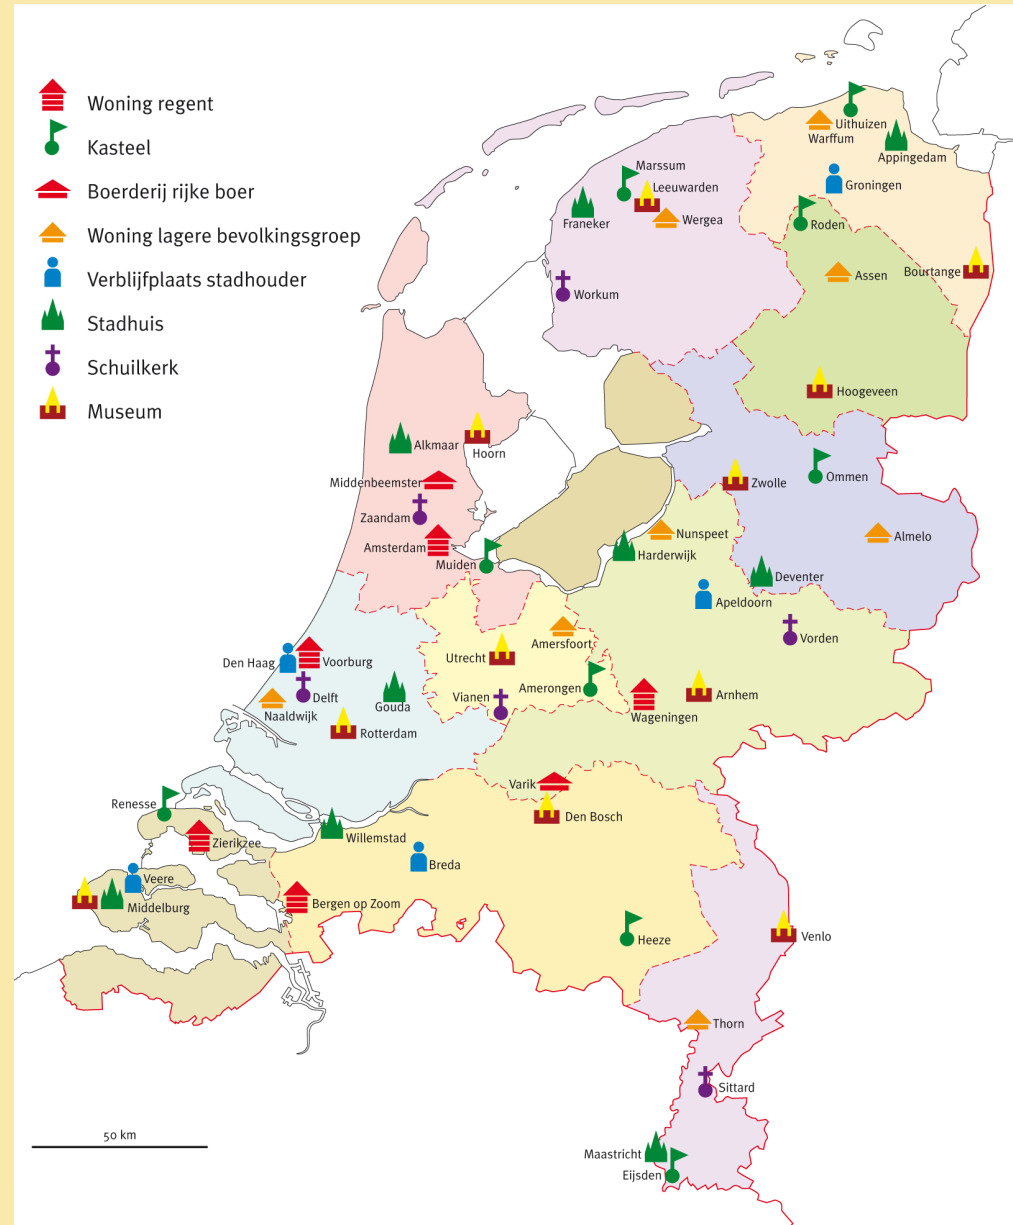 Woning regent
Kasteel
Boerderij rijke boer
Woning lagere bevolkingsgroep
Verblijfplaats stadhouder
Stadhuis
Schuilkerk
Museum
Uithuizen
Warffum
Appingedam
Marssum
Leeuwarden
Groningen
Franeker
Wergea
Roden
Bourtange
Assen
Workum
Hoogeveen
Alkmaar
Hoorn
Middenbeemster
Zwolle
Ommen
Zaandam
Amsterdam
Nunspeet
Almelo
Harderwijk
Muiden
Deventer
Apeldoorn
Vorden
Amersfoort
Utrecht
Den Haag
Voorburg
Amerongen
Arnhem
Delft
Vianen
Gouda
Naaldwijk
Wageningen
Rotterdam
Varik
Renesse
Den Bosch
Willemstad
Zierikzee
Breda
Veere
Bergen op Zoom
Middelburg
Venlo
Heeze
Thorn
Sittard
50 km
Maastricht
Eijsden